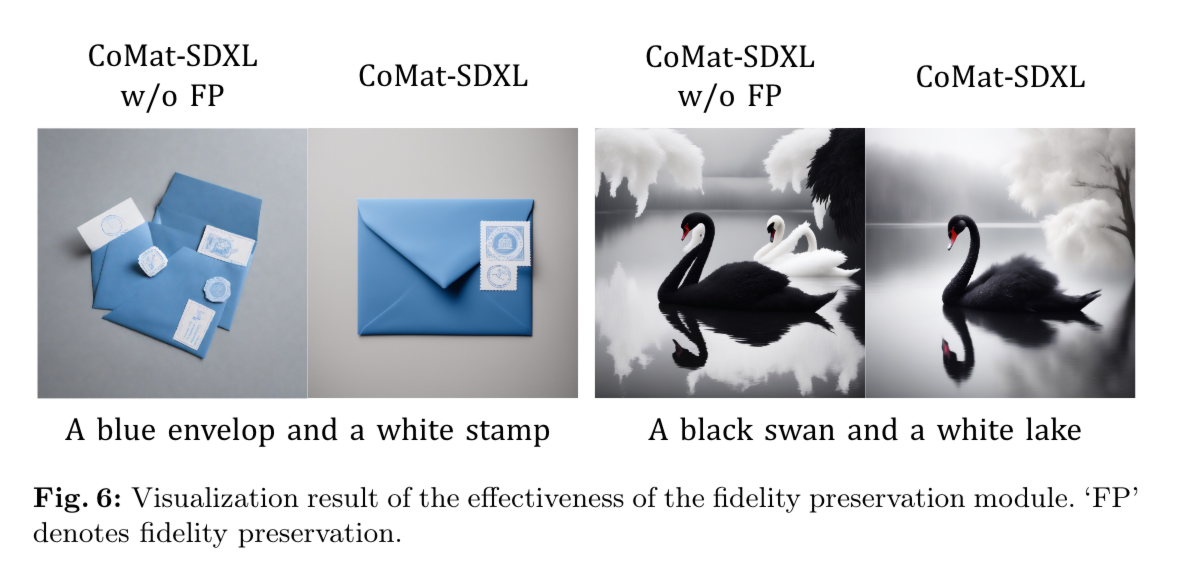 CoMat-SDXL
w/o FP
CoMat-SDXL
CoMat-SDXL
w/o FP
CoMat-SDXL
A blue envelop and a white stamp
A black swan and a white lake
Fig. 6: Visualization result of the effectiveness of the fidelity preservation module. ‘FP’
denotes fidelity preservation.